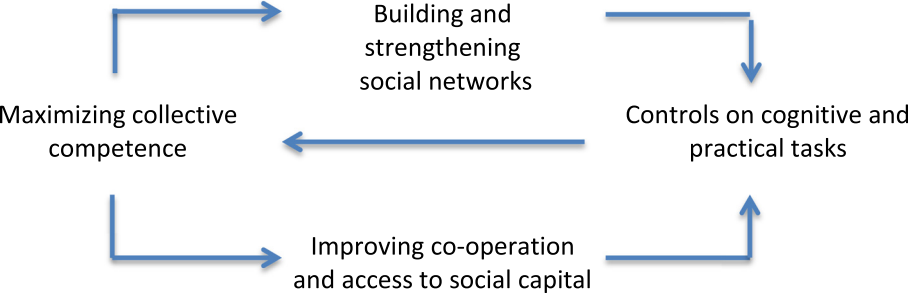 Building and
strengthening
social networks
Maximizing collective
competence
Controls on cognitive and
practical tasks
Improving co-operation
and access to social capital